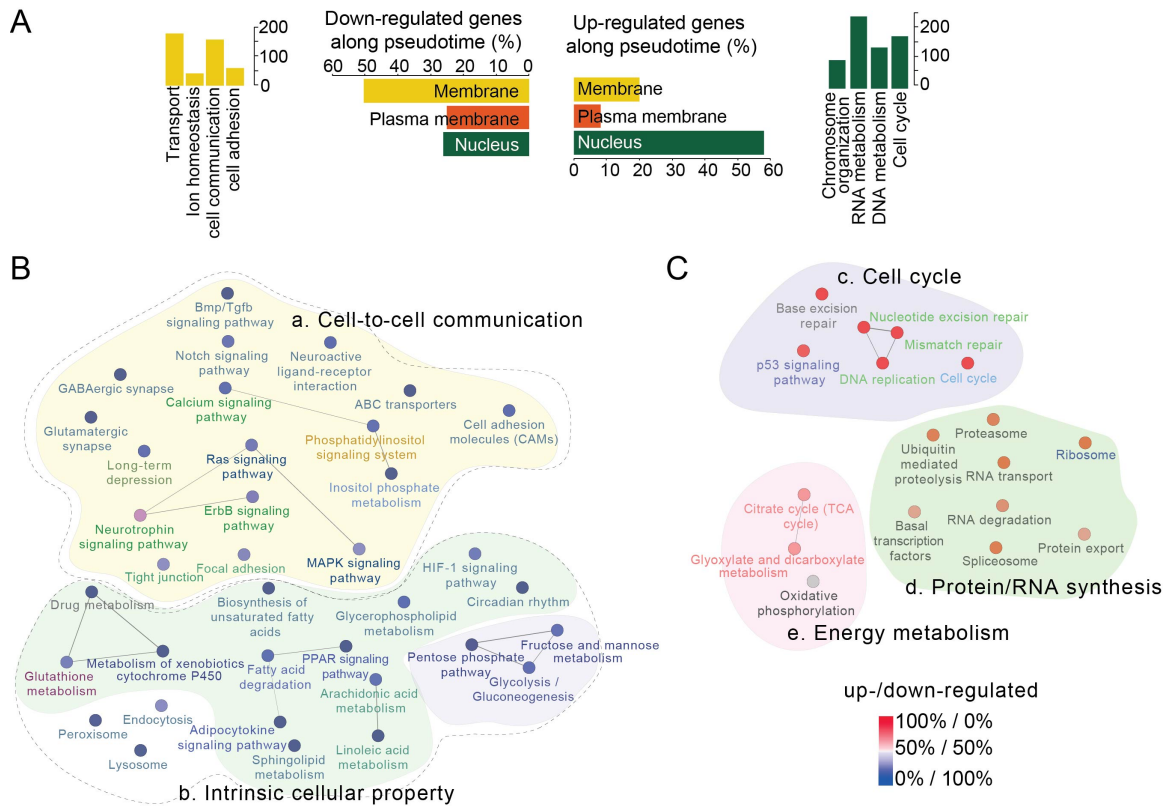 A
200
100
0
Transport
Ion homeostasis
cell communication
cell adhesion
Down-regulated genes
along pseudotime (%)
60 50 40 30 20 10 0
Membrane
Plasma membrane
Nucleus
Up-regulated genes
along pseudotime (%)
Membrane
Plasma membrane
Nucleus
0 10 20 30 40 50 60
200
100
0
Chromosome
organization
RNA metabolism
DNA metabolism
Cell cycle
B
a. Cell-to-cell communication
Bmp/Tgfb
signaling pathway
Notch signaling
pathway
Neuroactive
ligand-receptor
interaction
GABAergic synapse
Calcium signaling
pathway
ABC transporters
Cell adhesion
molecules (CAMs)
Glutamatergic
synapse
Phosphatidylinositol
signaling system
Long-term
depression
Ras signaling
pathway
Inositol phosphate
metabolism
ErbB signaling
pathway
Neurotrophin
signaling pathway
Tight junction
Focal adhesion
MAPK signaling
pathway
HIF-1 signaling
pathway
Circadian rhythm
Drug metabolism
Biosynthesis of
unsaturated fatty
acids
Glycerophospholipid
metabolism
Glutathione
metabolism
Metabolism of xenobiotics
cytochrome P450
Fatty acid
degradation
PPAR signaling
pathway
Pentose phosphate
pathway
Fructose and mannose
metabolism
Glycolysis /
Gluconeogenesis
Arachidonic acid
metabolism
Endocytosis
Peroxisome
Lysosome
Adipocytokine
signaling pathway
Sphingolipid
metabolism
Linoleic acid
metabolism
b. Intrinsic cellular property
C
c. Cell cycle
Base excision
repair
Nucleotide excision repair
Mismatch repair
p53 signaling
pathway
DNA replication
Cell cycle
Proteasome
Ubiquitin
mediated
proteolysis
RNA transport
Ribosome
Citrate cycle (TCA
cycle)
RNA degradation
Basal
transcription
factors
Protein export
Spliceosome
Glyoxylate and dicarboxylate
metabolism
Oxidative
phosphorylation
d. Protein/RNA synthesis
e. Energy metabolism
up-/down-regulated
100% / 0%
50% / 50%
0% / 100%